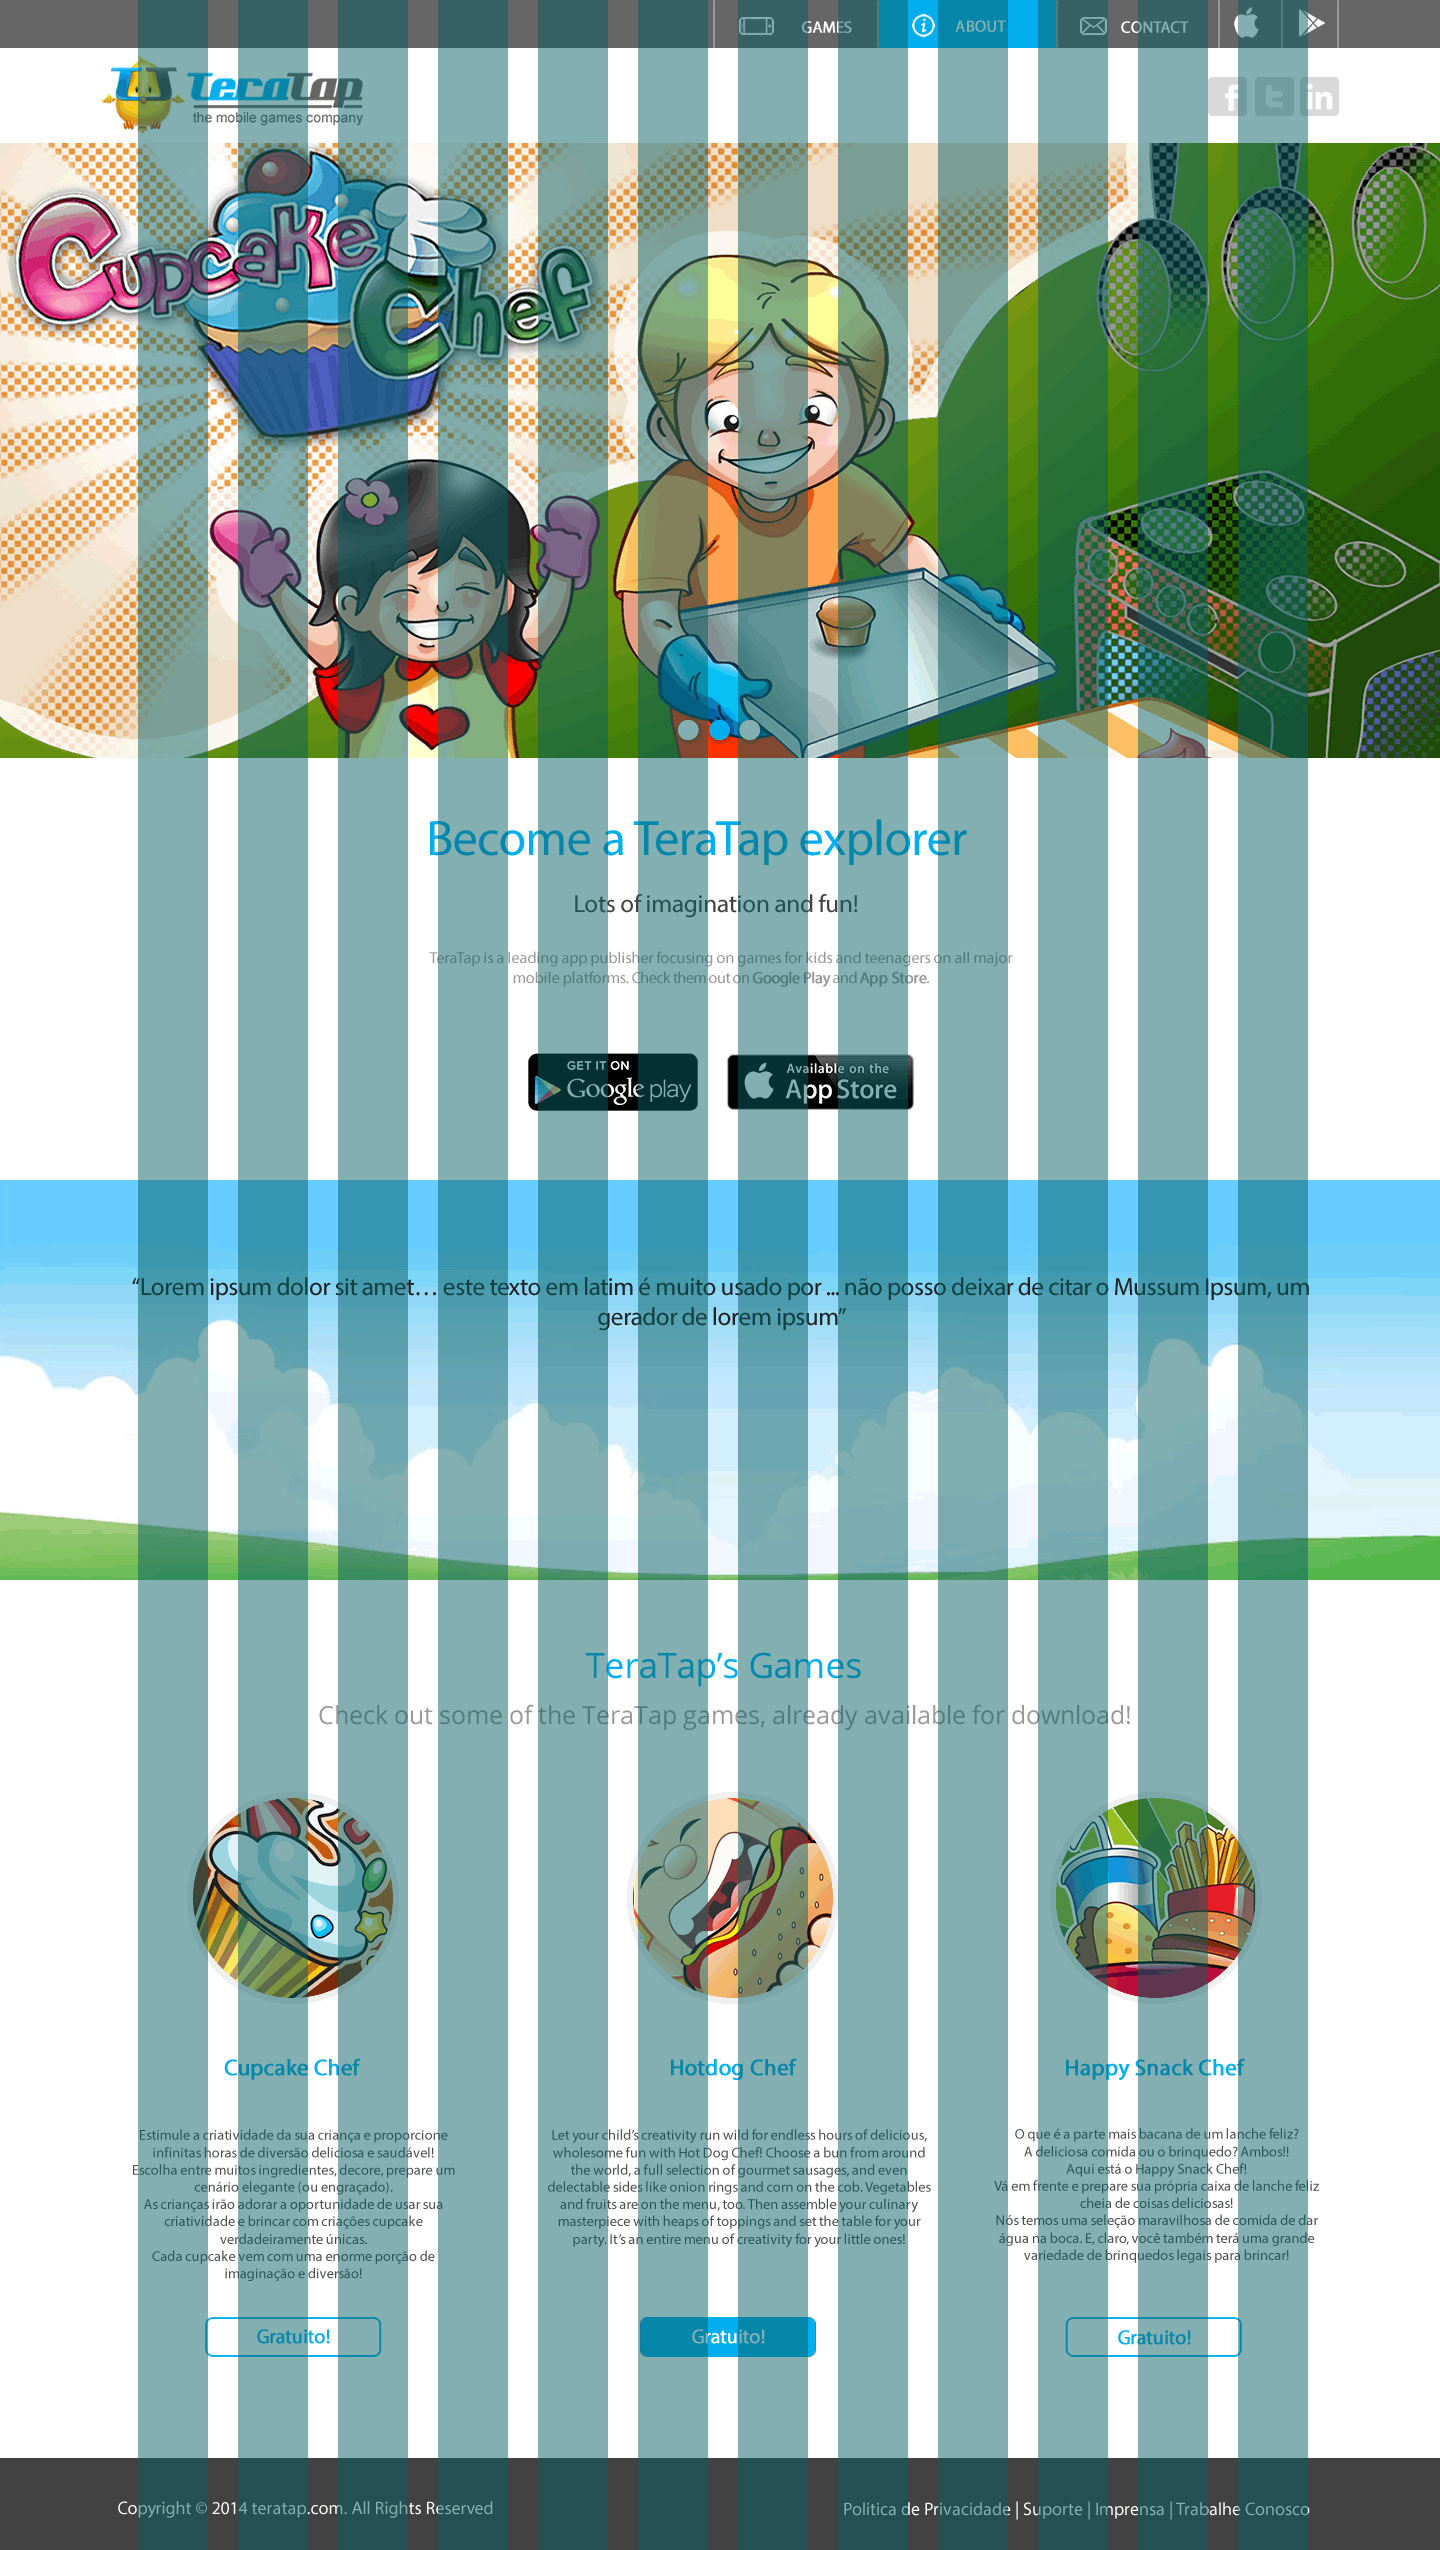 GAMES
ABOUT
CONTACT
TeraTap
the mobile games company
f t in
Cupcake
Chef
Become a TeraTap explorer
Lots of imagination and fun!
TeraTap is a leading app publisher focusing on games for kids and teenagers on all major
mobile platforms. Check them out on Google Play and App Store.
GET IT ON
Google play
Available on the
App Store
“Lorem ipsum dolor sit amet… este texto em latim é muito usado por ... não posso deixar de citar o Mussum Ipsum, um
gerador de lorem ipsum”
TeraTap’s Games
Check out some of the TeraTap games, already available for download!
Cupcake Chef
Estimule a criatividade da sua criança e proporcione
infinitas horas de diversão deliciosa e saudável!
Escolha entre muitos ingredientes, decore, prepare um
cenário elegante (ou engraçado).
As crianças irão adorar a oportunidade de usar sua
criatividade e brincar com criações cupcake
verdadeiramente únicas.
Cada cupcake vem com uma enorme porção de
imaginação e diversão!
Gratuito!
Hotdog Chef
Let your child’s creativity run wild for endless hours of delicious,
wholesome fun with Hot Dog Chef! Choose a bun from around
the world, a full selection of gourmet sausages, and even
delectable sides like onion rings and corn on the cob. Vegetables
and fruits are on the menu, too. Then assemble your culinary
masterpiece with heaps of toppings and set the table for your
party. It’s an entire menu of creativity for your little ones!
Gratuito!
Happy Snack Chef
O que é a parte mais bacana de um lanche feliz?
A deliciosa comida ou o brinquedo? Ambos!!
Aqui está o Happy Snack Chef!
Vá em frente e prepare sua própria caixa de lanche feliz
cheia de coisas deliciosas!
Nós temos uma seleção maravilhosa de comida de dar
água na boca. E, claro, você também terá uma grande
variedade de brinquedos legais para brincar!
Gratuito!
Copyright © 2014 teratap.com. All Rights Reserved
Politica de Privacidade | Suporte | Imprensa | Trabalhe Conosco